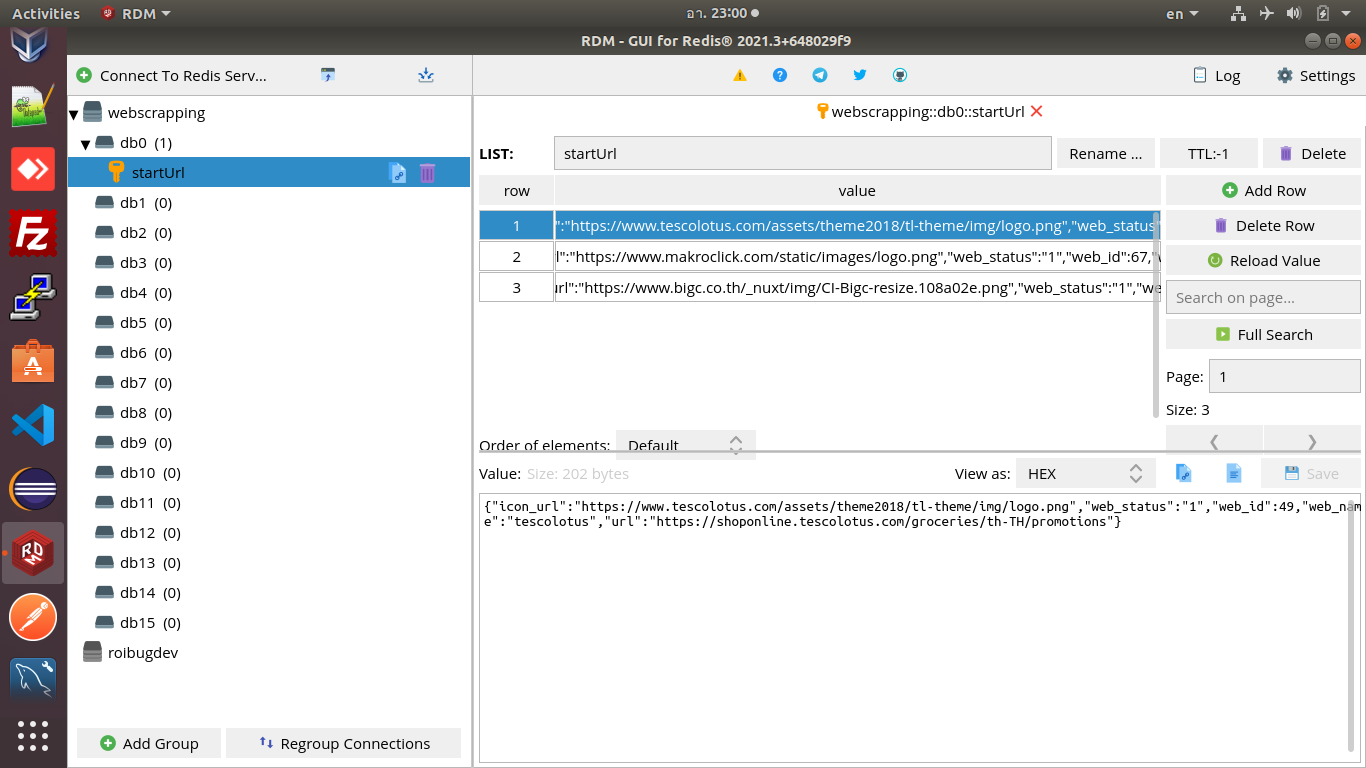 Activities RDM อา. 23:00 en
RDM - GUI for Redis® 2021.3+648029f9
Connect To Redis Serv... Log Settings
webscrapping
db0 (1)
startUrl
db1 (0)
db2 (0)
db3 (0)
db4 (0)
db5 (0)
db6 (0)
db7 (0)
db8 (0)
db9 (0)
db10 (0)
db11 (0)
db12 (0)
db13 (0)
db14 (0)
db15 (0)
roibugdev
Add Group Regroup Connections
webscrapping::db0::startUrl
LIST: startUrl Rename ... TTL:-1 Delete
row value
1 ":"https://www.tescolotus.com/assets/theme2018/tl-theme/img/logo.png","web_status"
2 l":"https://www.makroclick.com/static/images/logo.png","web_status":"1","web_id":67,"
3 url":"https://www.bigc.co.th/_nuxt/img/CI-Bigc-resize.108a02e.png","web_status":"1","we
Add Row
Delete Row
Reload Value
Search on page...
Full Search
Page: 1
Size: 3
Order of elements: Default
Value: Size: 202 bytes View as: HEX Save
{"icon_url":"https://www.tescolotus.com/assets/theme2018/tl-theme/img/logo.png","web_status":"1","web_id":49,"web_nam
e":"tescolotus","url":"https://shoponline.tescolotus.com/groceries/th-TH/promotions"}